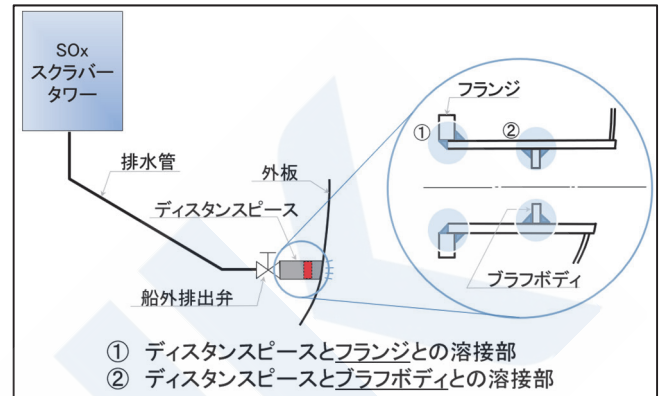 SOx
スクラバー
タワー
排水管
外板
ディスタンスピース
船外排出弁
フランジ
①
②
ブラフボディ
① ディスタンスピースとフランジとの溶接部
② ディスタンスピースとブラフボディとの溶接部